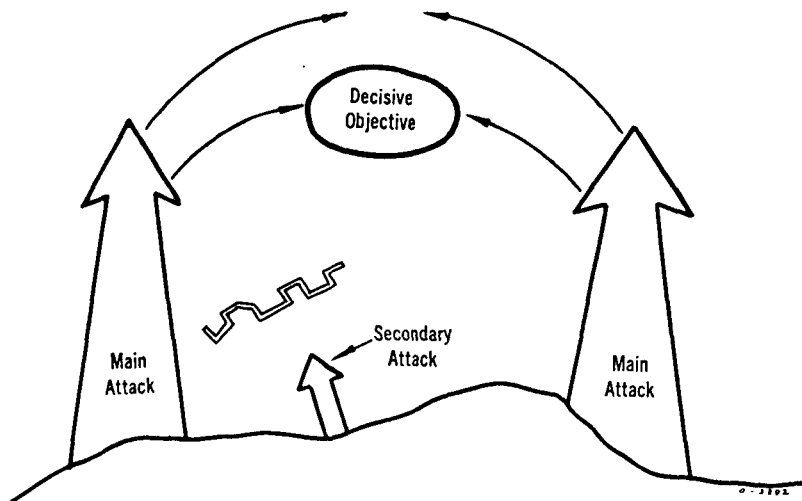 Decisive
Objective
Secondary
Attack
Main
Attack
Main
Attack